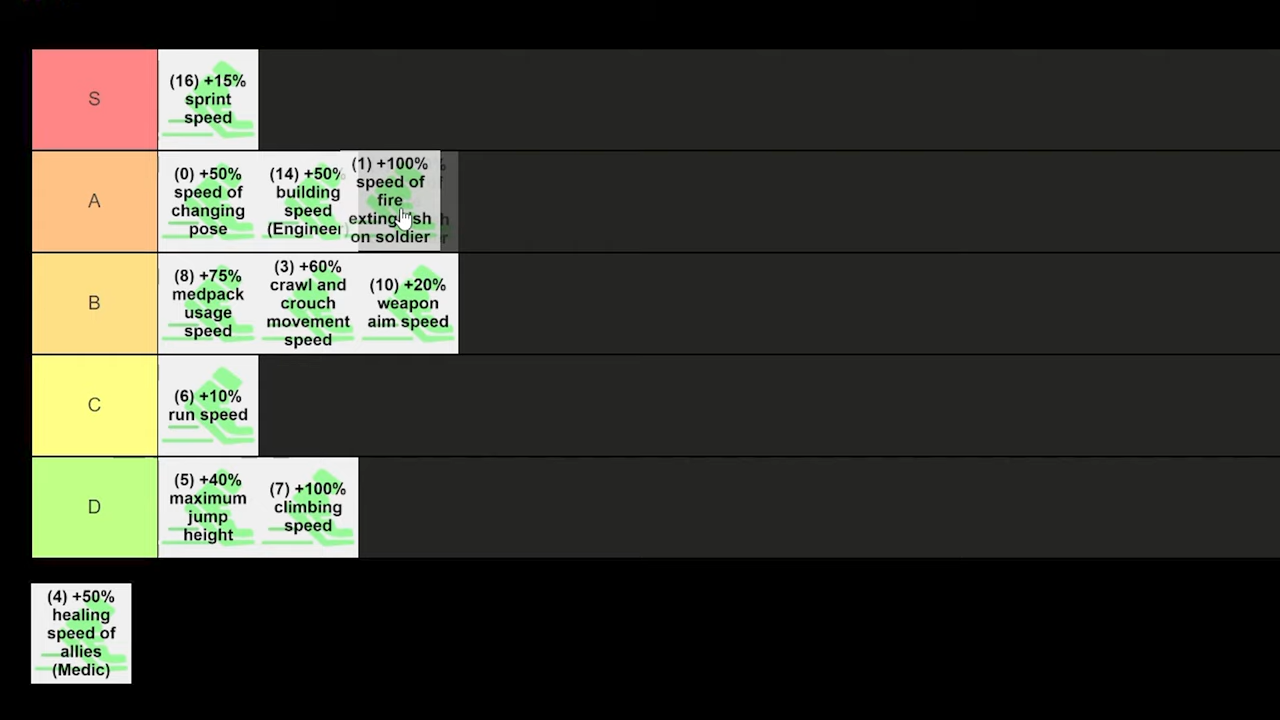 S
(16) +15%
sprint
speed
A
(0) +50%
speed of
changing
pose
(14) +50%
building
speed
(Engineer)
(1) +100%
speed of
fire
extinguish
on soldier
B
(8) +75%
medpack
usage
speed
(3) +60%
crawl and
crouch
movement
speed
(10) +20%
weapon
aim speed
C
(6) +10%
run speed
D
(5) +40%
maximum
jump
height
(7) +100%
climbing
speed
(4) +50%
healing
speed of
allies
(Medic)